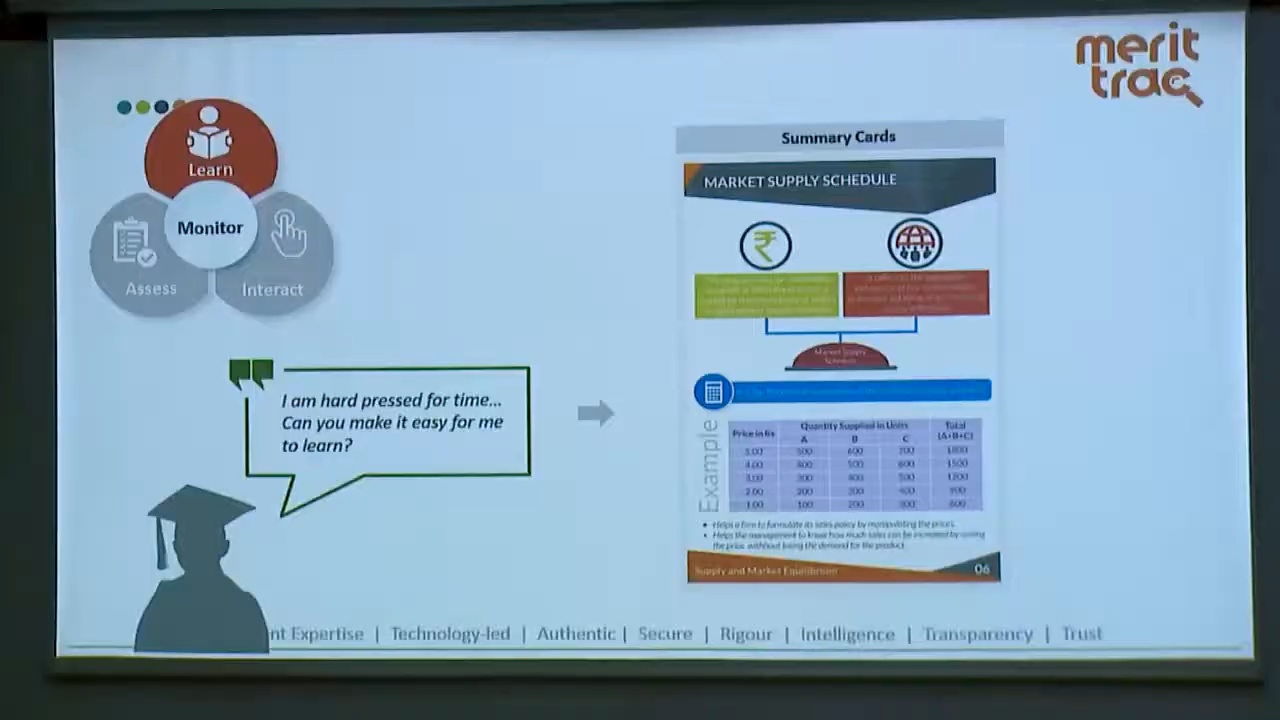 merit
trac
Learn
Monitor
Assess
Interact
I am hard pressed for time...
Can you make it easy for me
to learn?
Summary Cards
MARKET SUPPLY SCHEDULE
Market Supply
Schedule
Example
Price in Rs
Quantity Supplied in Units
Total
A B C (A+B+C)
5.00 500 600 700 1800
4.00 400 500 600 1500
3.00 300 400 500 1200
2.00 200 300 400 900
1.00 100 200 300 600
Helps a firm to formulate its sales policy by manipulating the prices.
Helps the management to know how much sales can be increased by raising
the price without losing the demand for the product.
Supply and Market Equilibrium 06
nt Expertise | Technology-led | Authentic | Secure | Rigour | Intelligence | Transparency | Trust